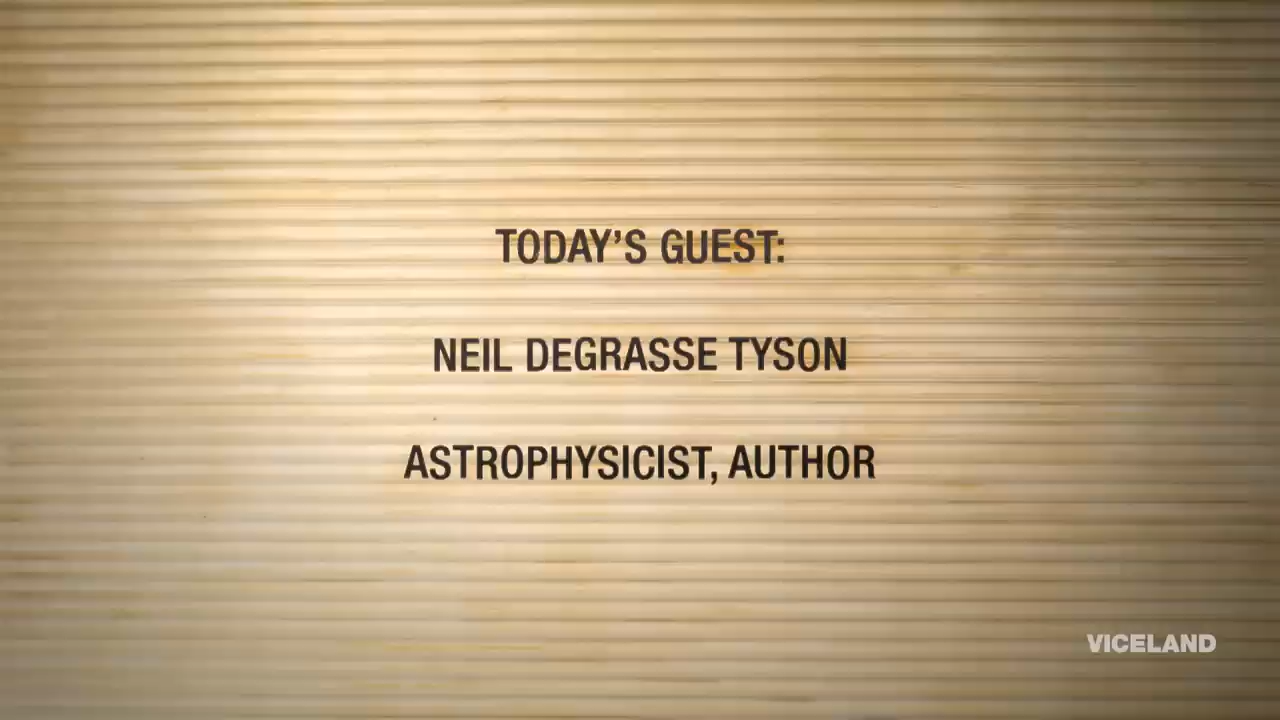 TODAY'S GUEST:
NEIL DEGRASSE TYSON
ASTROPHYSICIST, AUTHOR
VICELAND